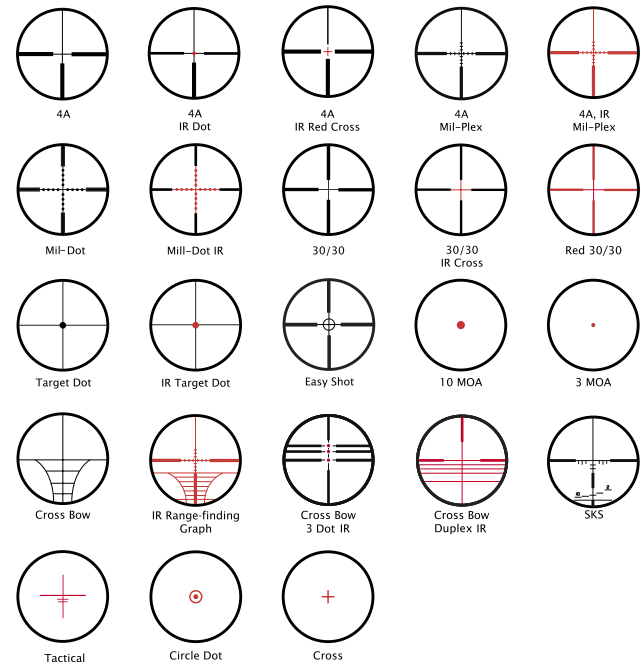 4A
4A
IR Dot
4A
IR Red Cross
4A
Mil-Plex
4A, IR
Mil-Plex
Mil-Dot
Mill-Dot IR
30/30
30/30
IR Cross
Red 30/30
Target Dot
IR Target Dot
Easy Shot
10 MOA
3 MOA
Cross Bow
IR Range-finding
Graph
Cross Bow
3 Dot IR
Cross Bow
Duplex IR
SKS
Tactical
Circle Dot
Cross